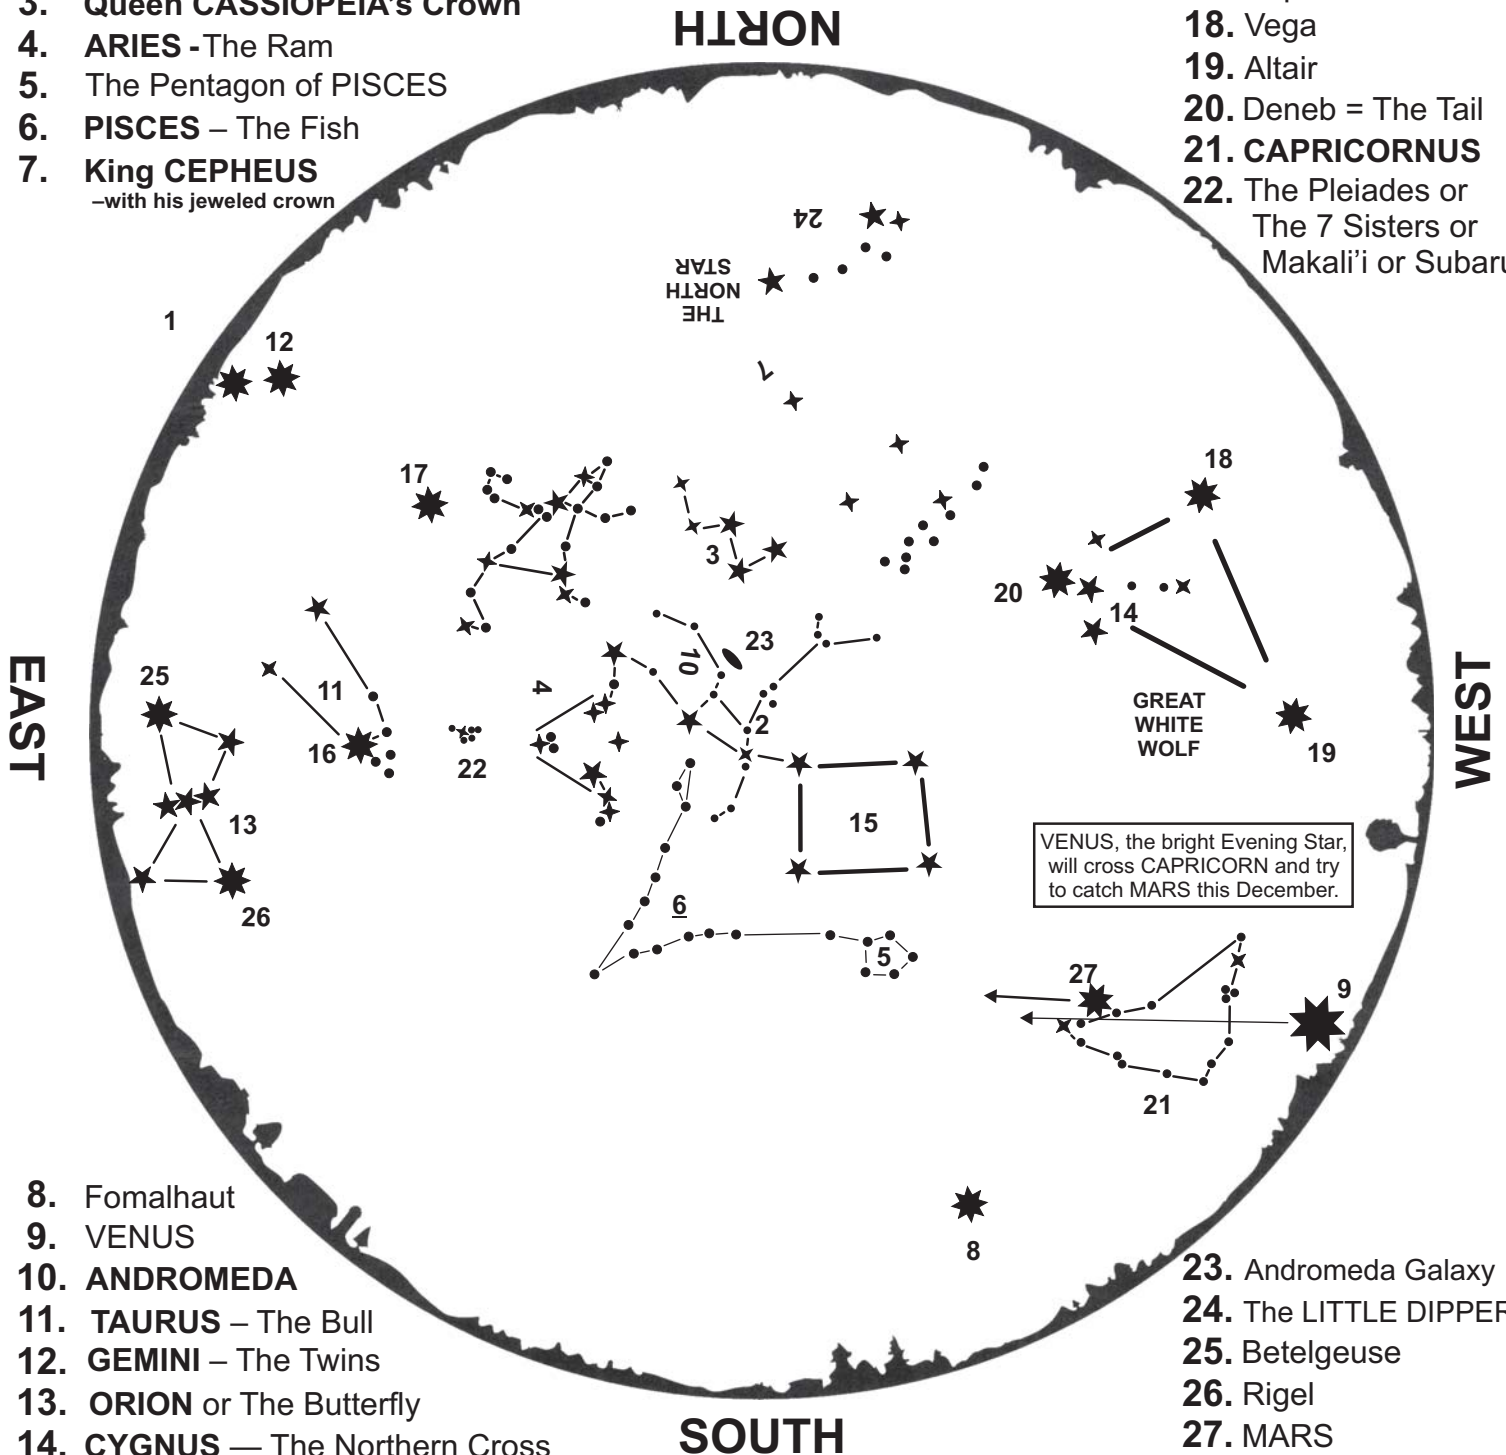 3. Queen CASSIOPEIA's Crown
4. ARIES - The Ram
5. The Pentagon of PISCES
6. PISCES – The Fish
7. King CEPHEUS
–with his jeweled crown
NORTH
18. Vega
19. Altair
20. Deneb = The Tail
21. CAPRICORNUS
22. The Pleiades or
The 7 Sisters or
Makali'i or Subaru
24
THE
NORTH
STAR
1
12
7
17
18
3
20
14
23
10
EAST
25
11
4
16
22
2
GREAT
WHITE
WOLF
19
WEST
13
15
VENUS, the bright Evening Star,
will cross CAPRICORN and try
to catch MARS this December.
26
6
5
27
9
21
8
8. Fomalhaut
9. VENUS
10. ANDROMEDA
11. TAURUS – The Bull
12. GEMINI – The Twins
13. ORION or The Butterfly
14. CYGNUS — The Northern Cross
SOUTH
23. Andromeda Galaxy
24. The LITTLE DIPPER
25. Betelgeuse
26. Rigel
27. MARS